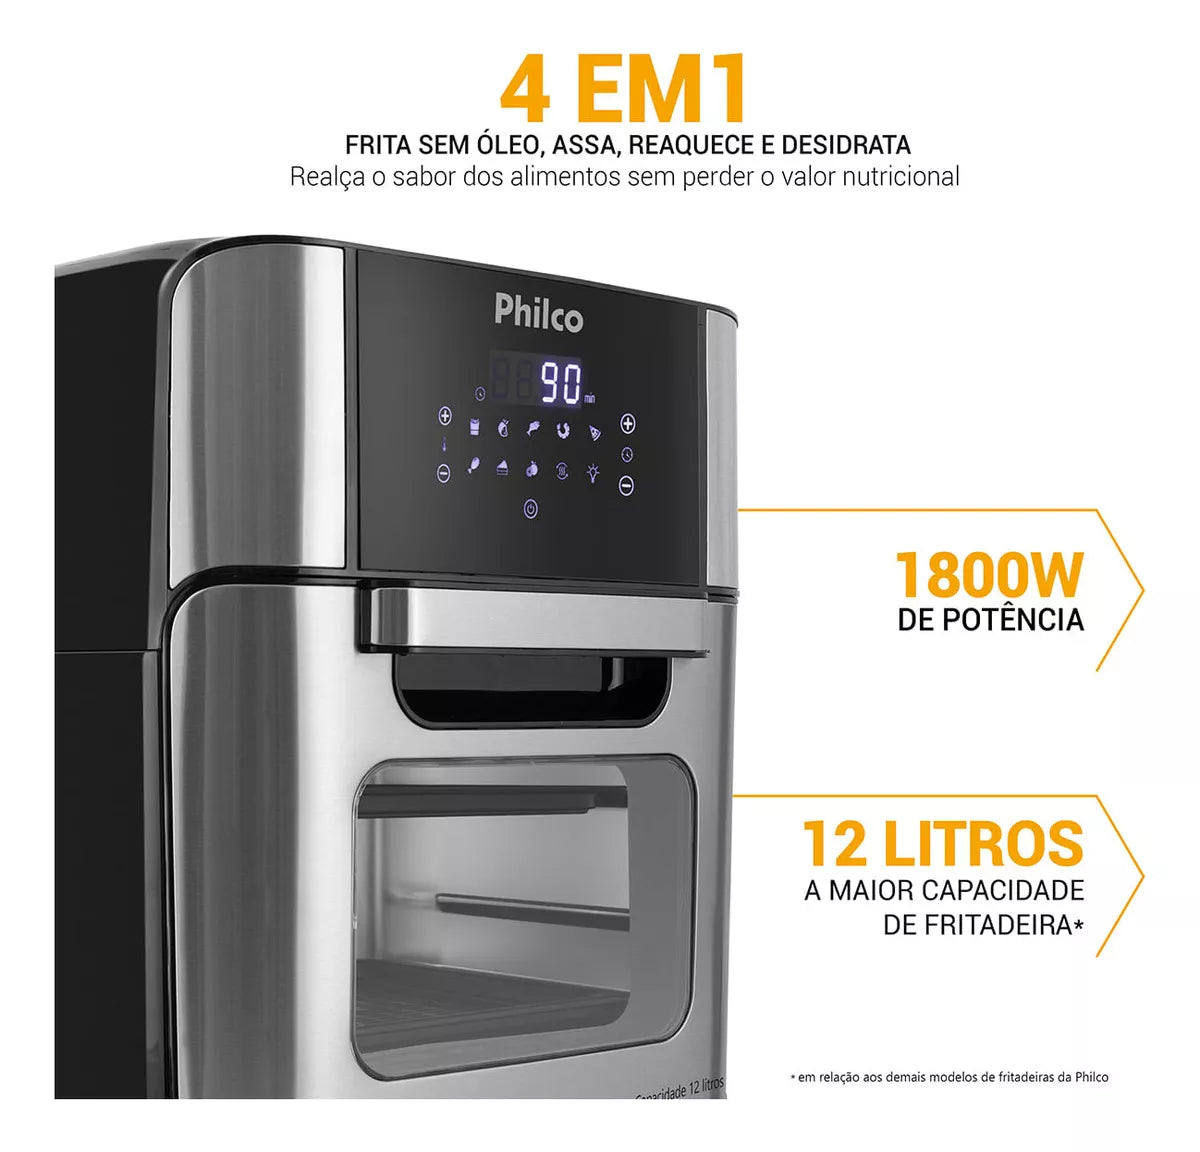 4 EM1
FRITA SEM ÓLEO, ASSA, REAQUECE E DESIDRATA
Realça o sabor dos alimentos sem perder o valor nutricional
Philco
90 min
1800W
DE POTÊNCIA
12 LITROS
A MAIOR CAPACIDADE
DE FRITADEIRA*
Capacidade 12 litros
* em relação aos demais modelos de fritadeiras da Philco